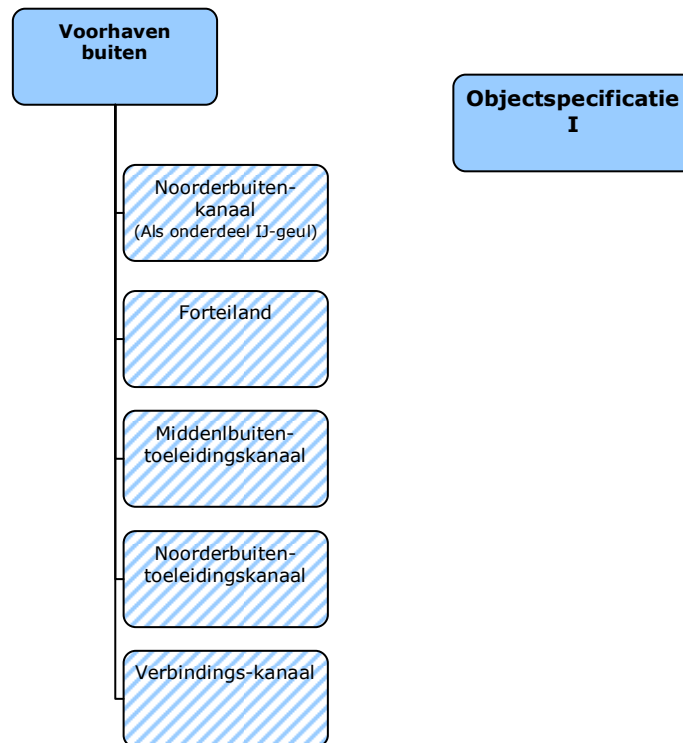 Voorhaven
buiten
Objectspecificatie
I
Noorderbuiten-
kanaal
(Als onderdeel IJ-geul)
Forteiland
Middenlbuiten-
toeleidingskanaal
Noorderbuiten-
toeleidingskanaal
Verbindings-kanaal